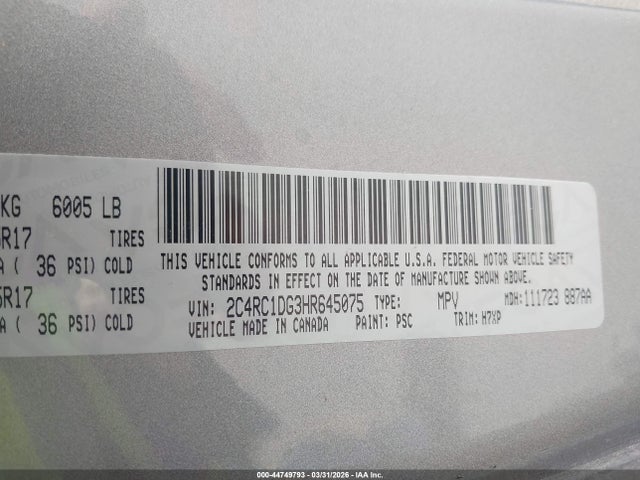 KG 6005 LB
R17 TIRES
A ( 36 PSI) COLD
5R17 TIRES
A ( 36 PSI) COLD
THIS VEHICLE CONFORMS TO ALL APPLICABLE U.S.A. FEDERAL MOTOR VEHICLE SAFETY
STANDARDS IN EFFECT ON THE DATE OF MANUFACTURE SHOWN ABOVE.
VIN: 2C4RC1DG3HR645075 TYPE: MPV MDH: 111723 887AA
VEHICLE MADE IN CANADA PAINT: PSC TRIM: H7XP
000-44749793 - 03/31/2026 - IAA Inc.